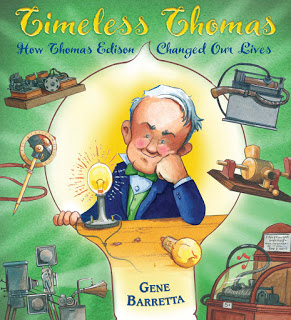 Timeless Thomas
How Thomas Edison Changed Our Lives
GENE
BARRETTA